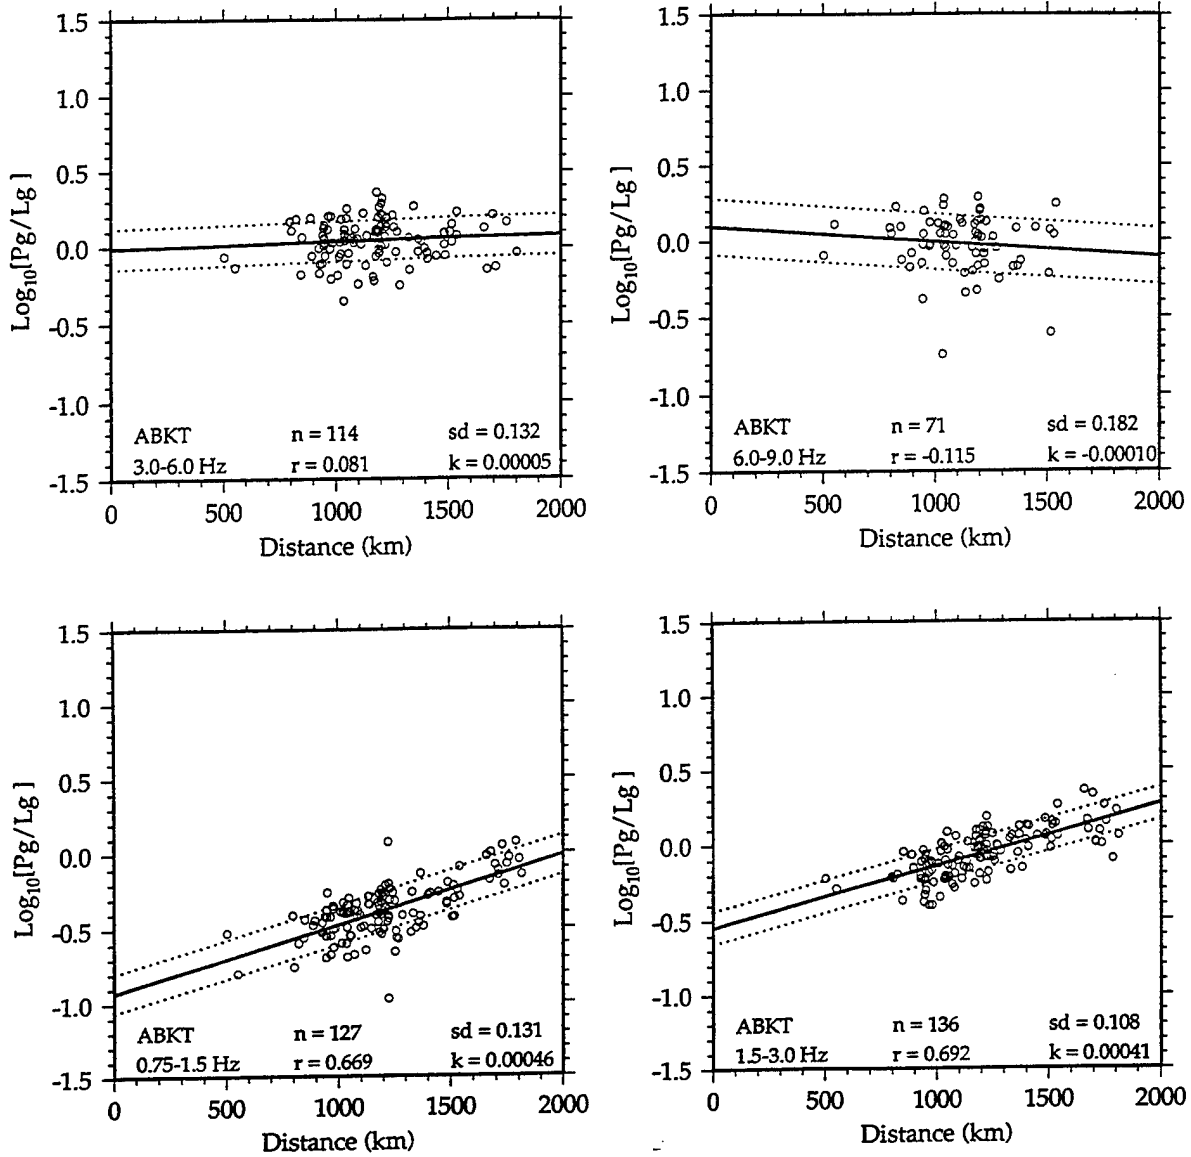 1.5
1.0
0.5
0.0
-0.5
-1.0
-1.5
Log10[Pg/Lg ]
ABKT n = 114 sd = 0.132
3.0-6.0 Hz r = 0.081 k = 0.00005
0 500 1000 1500 2000
Distance (km)
1.5
1.0
0.5
0.0
-0.5
-1.0
-1.5
Log10[Pg/Lg ]
ABKT n = 71 sd = 0.182
6.0-9.0 Hz r = -0.115 k = -0.00010
0 500 1000 1500 2000
Distance (km)
1.5
1.0
0.5
0.0
-0.5
-1.0
-1.5
Log10[Pg/Lg ]
ABKT n = 127 sd = 0.131
0.75-1.5 Hz r = 0.669 k = 0.00046
0 500 1000 1500 2000
Distance (km)
1.5
1.0
0.5
0.0
-0.5
-1.0
-1.5
Log10[Pg/Lg ]
ABKT n = 136 sd = 0.108
1.5-3.0 Hz r = 0.692 k = 0.00041
0 500 1000 1500 2000
Distance (km)